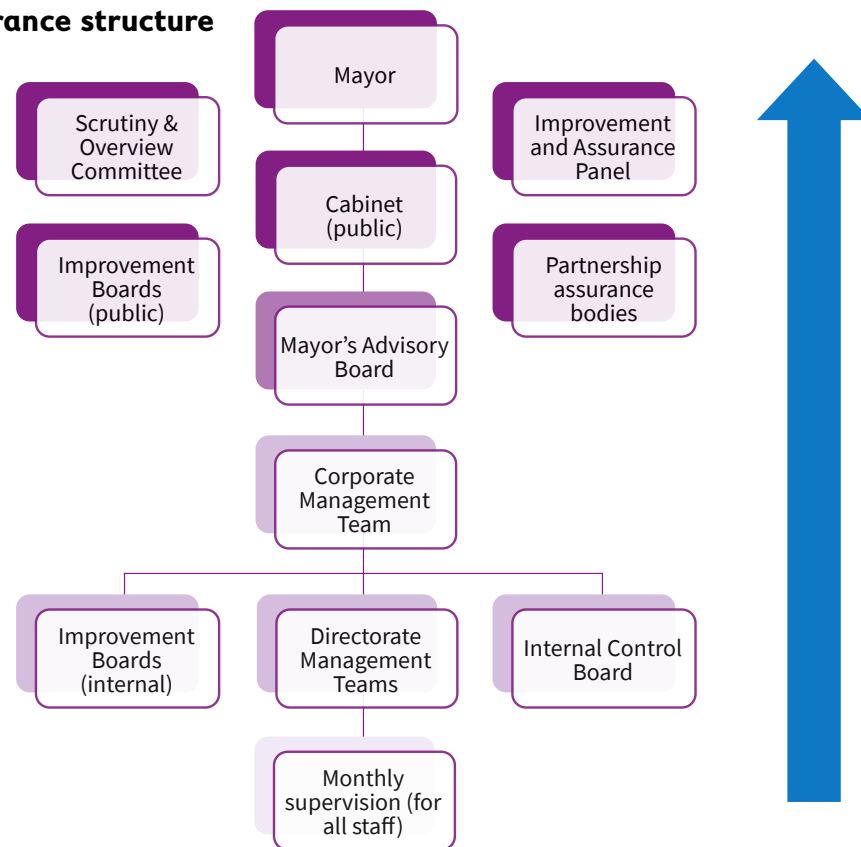 rance structure
Mayor
Scrutiny &
Overview
Committee
Improvement
and Assurance
Panel
Cabinet
(public)
Improvement
Boards
(public)
Partnership
assurance
bodies
Mayor’s Advisory
Board
Corporate
Management
Team
Improvement
Boards
(internal)
Directorate
Management
Teams
Internal Control
Board
Monthly
supervision (for
all staff)